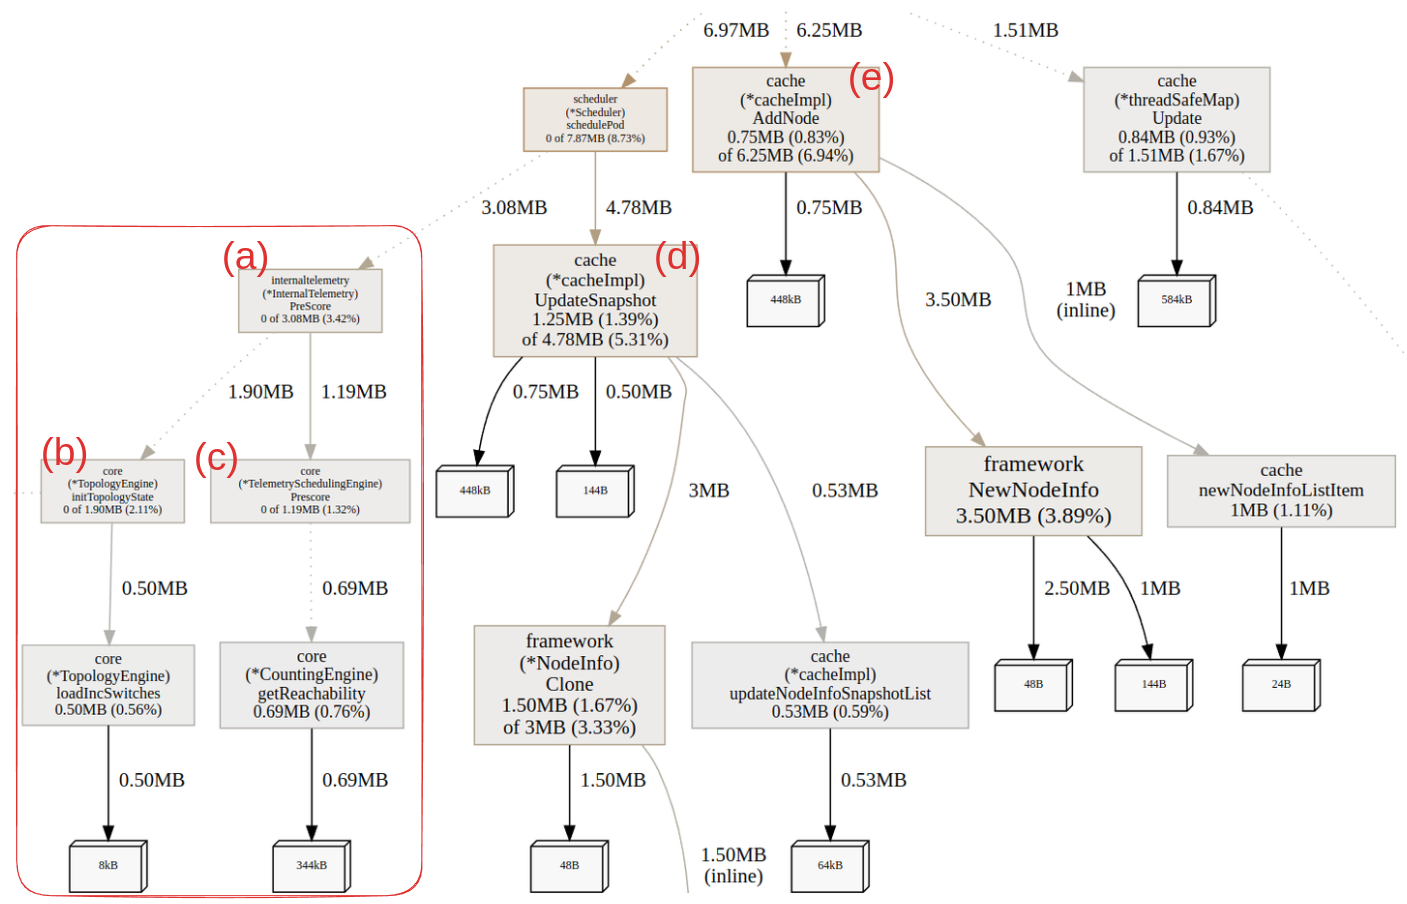 6.97MB
6.25MB
1.51MB
scheduler
(*Scheduler)
schedulePod
0 of 7.87MB (8.73%)
cache
(*cacheImpl)
AddNode
0.75MB (0.83%)
of 6.25MB (6.94%)
(e)
cache
(*threadSafeMap)
Update
0.84MB (0.93%)
of 1.51MB (1.67%)
3.08MB
4.78MB
0.75MB
0.84MB
(a)
internaltelemetry
(*InternalTelemetry)
PreScore
0 of 3.08MB (3.42%)
cache
(*cacheImpl)
UpdateSnapshot
1.25MB (1.39%)
of 4.78MB (5.31%)
(d)
448kB
3.50MB
1MB
(inline)
584kB
1.90MB
1.19MB
0.75MB
0.50MB
(b)
core
(*TopologyEngine)
initTopologyState
0 of 1.90MB (2.11%)
(c)
core
(*TelemetrySchedulingEngine)
Prescore
0 of 1.19MB (1.32%)
448kB
144B
3MB
0.53MB
framework
NewNodeInfo
3.50MB (3.89%)
cache
newNodeInfoListItem
1MB (1.11%)
0.50MB
0.69MB
2.50MB
1MB
1MB
core
(*TopologyEngine)
loadIncSwitches
0.50MB (0.56%)
core
(*CountingEngine)
getReachability
0.69MB (0.76%)
framework
(*NodeInfo)
Clone
1.50MB (1.67%)
of 3MB (3.33%)
cache
(*cacheImpl)
updateNodeInfoSnapshotList
0.53MB (0.59%)
48B
144B
24B
0.50MB
0.69MB
1.50MB
0.53MB
8kB
344kB
48B
1.50MB
(inline)
64kB